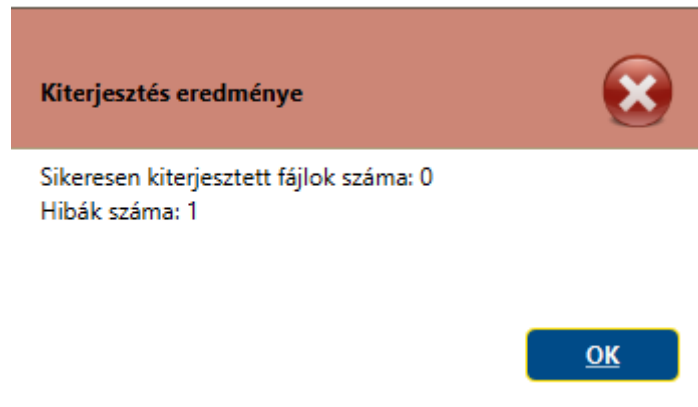 Kiterjesztés eredménye
Sikeresen kiterjesztett fájlok száma: 0
Hibák száma: 1
OK